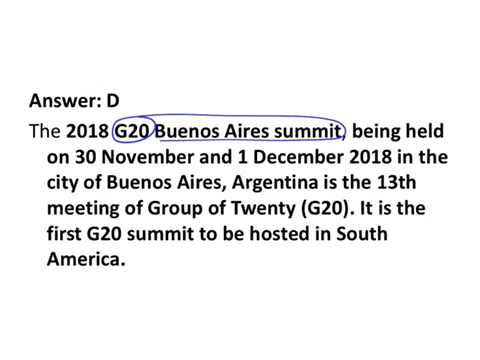 Answer: D
The 2018 G20 Buenos Aires summit, being held
on 30 November and 1 December 2018 in the
city of Buenos Aires, Argentina is the 13th
meeting of Group of Twenty (G20). It is the
first G20 summit to be hosted in South
America.